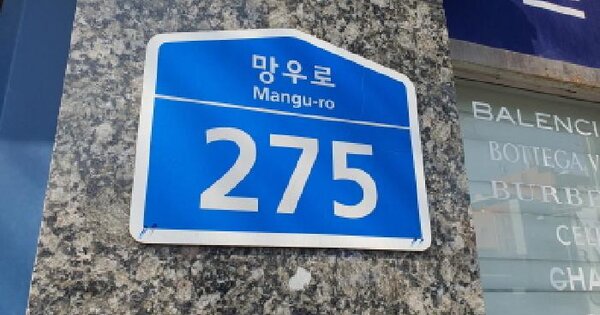 망우로
Mangu-ro
275
BALENCI
BOTTEGA V
BURBE
CEL
CHA